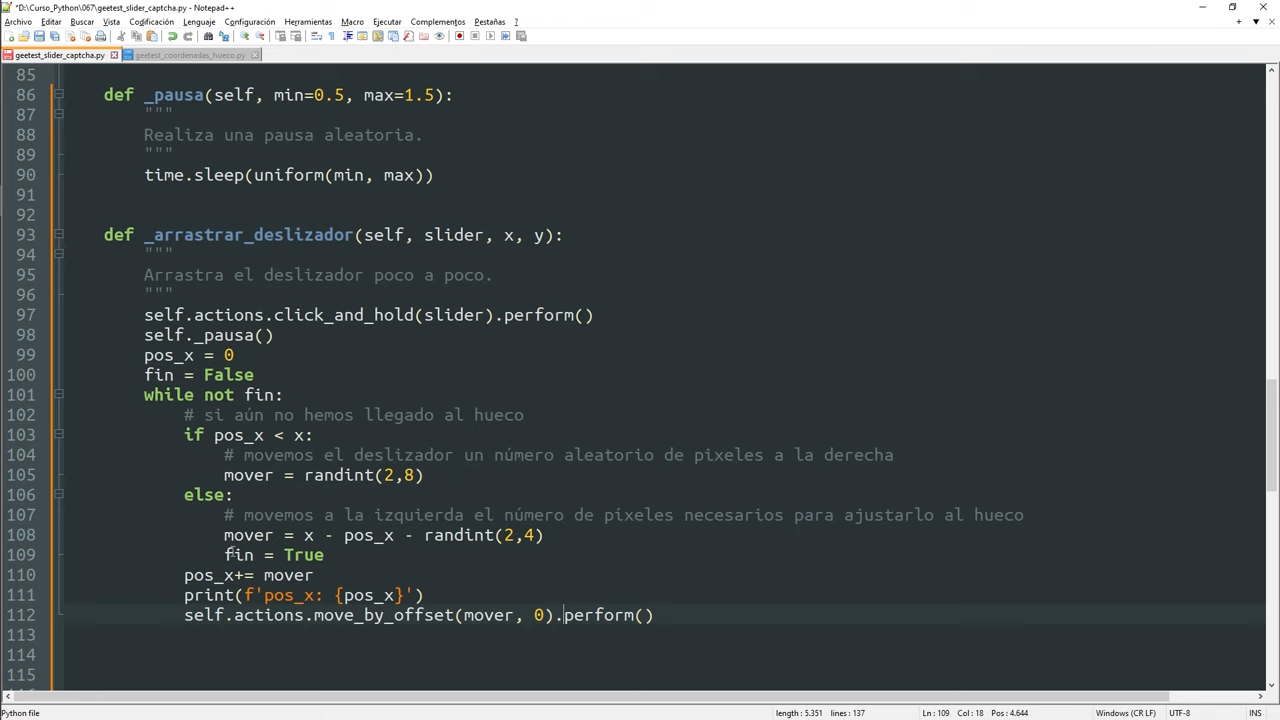 *D:\Curso_Python\067\geetest_slider_captcha.py - Notepad++
Archivo Editar Buscar Vista Codificación Lenguaje Configuración Herramientas Macro Ejecutar Complementos Pestañas ?
geetest_slider_captcha.py geetest_coordenadas_hueco.py
85
86 def _pausa(self, min=0.5, max=1.5):
87 """
88 Realiza una pausa aleatoria.
89 """
90 time.sleep(uniform(min, max))
91
92
93 def _arrastrar_deslizador(self, slider, x, y):
94 """
95 Arrastra el deslizador poco a poco.
96 """
97 self.actions.click_and_hold(slider).perform()
98 self._pausa()
99 pos_x = 0
100 fin = False
101 while not fin:
102 # si aún no hemos llegado al hueco
103 if pos_x < x:
104 # movemos el deslizador un número aleatorio de pixeles a la derecha
105 mover = randint(2,8)
106 else:
107 # movemos a la izquierda el número de píxeles necesarios para ajustarlo al hueco
108 mover = x - pos_x - randint(2,4)
109 fin = True
110 pos_x+= mover
111 print(f'pos_x: {pos_x}')
112 self.actions.move_by_offset(mover, 0).perform()
113
114
115
Python file length : 5.351 lines : 137 Ln : 109 Col : 18 Pos : 4.644 Windows (CR LF) UTF-8 INS